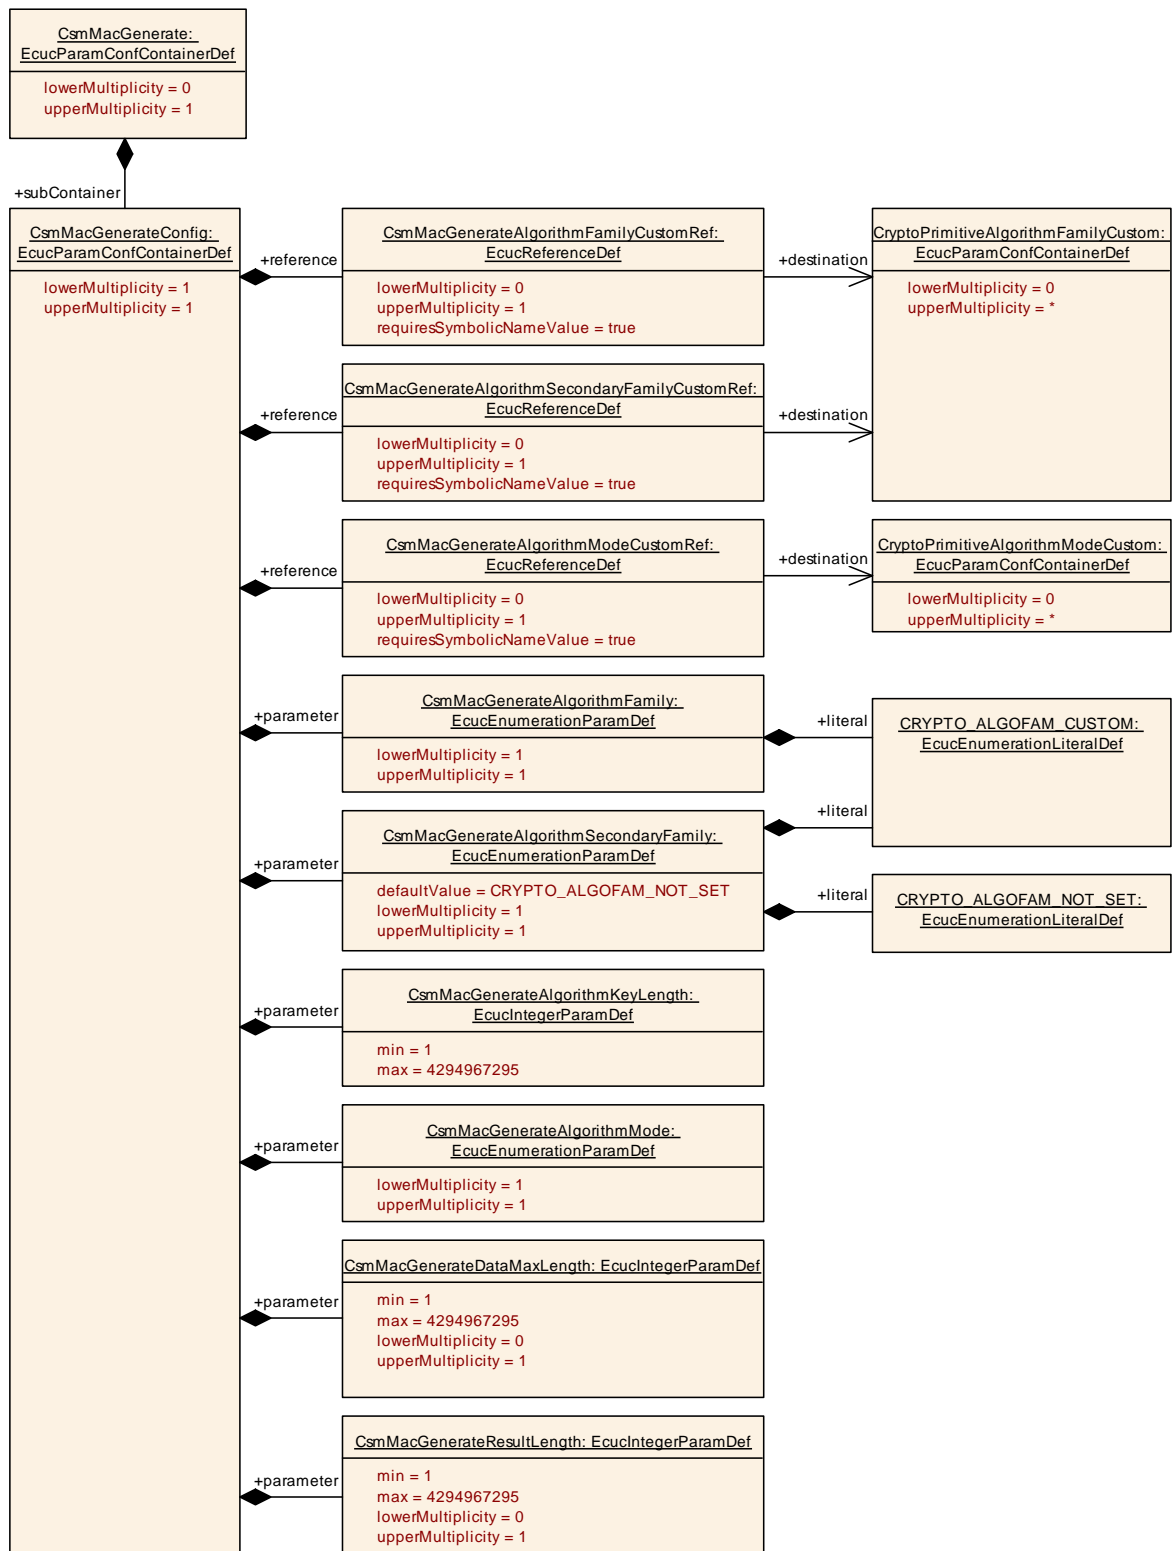 CsmMacGenerate:
EcucParamConfContainerDef
lowerMultiplicity = 0
upperMultiplicity = 1
+subContainer
CsmMacGenerateConfig:
EcucParamConfContainerDef
lowerMultiplicity = 1
upperMultiplicity = 1
+reference
CsmMacGenerateAlgorithmFamilyCustomRef:
EcucReferenceDef
lowerMultiplicity = 0
upperMultiplicity = 1
requiresSymbolicNameValue = true
+destination
CryptoPrimitiveAlgorithmFamilyCustom:
EcucParamConfContainerDef
lowerMultiplicity = 0
upperMultiplicity = *
+reference
CsmMacGenerateAlgorithmSecondaryFamilyCustomRef:
EcucReferenceDef
lowerMultiplicity = 0
upperMultiplicity = 1
requiresSymbolicNameValue = true
+destination
+reference
CsmMacGenerateAlgorithmModeCustomRef:
EcucReferenceDef
lowerMultiplicity = 0
upperMultiplicity = 1
requiresSymbolicNameValue = true
+destination
CryptoPrimitiveAlgorithmModeCustom:
EcucParamConfContainerDef
lowerMultiplicity = 0
upperMultiplicity = *
+parameter
CsmMacGenerateAlgorithmFamily:
EcucEnumerationParamDef
lowerMultiplicity = 1
upperMultiplicity = 1
+literal
CRYPTO_ALGOFAM_CUSTOM:
EcucEnumerationLiteralDef
+parameter
CsmMacGenerateAlgorithmSecondaryFamily:
EcucEnumerationParamDef
defaultValue = CRYPTO_ALGOFAM_NOT_SET
lowerMultiplicity = 1
upperMultiplicity = 1
+literal
+literal
CRYPTO_ALGOFAM_NOT_SET:
EcucEnumerationLiteralDef
+parameter
CsmMacGenerateAlgorithmKeyLength:
EcucIntegerParamDef
min = 1
max = 4294967295
+parameter
CsmMacGenerateAlgorithmMode:
EcucEnumerationParamDef
lowerMultiplicity = 1
upperMultiplicity = 1
+parameter
CsmMacGenerateDataMaxLength: EcucIntegerParamDef
min = 1
max = 4294967295
lowerMultiplicity = 0
upperMultiplicity = 1
+parameter
CsmMacGenerateResultLength: EcucIntegerParamDef
min = 1
max = 4294967295
lowerMultiplicity = 0
upperMultiplicity = 1